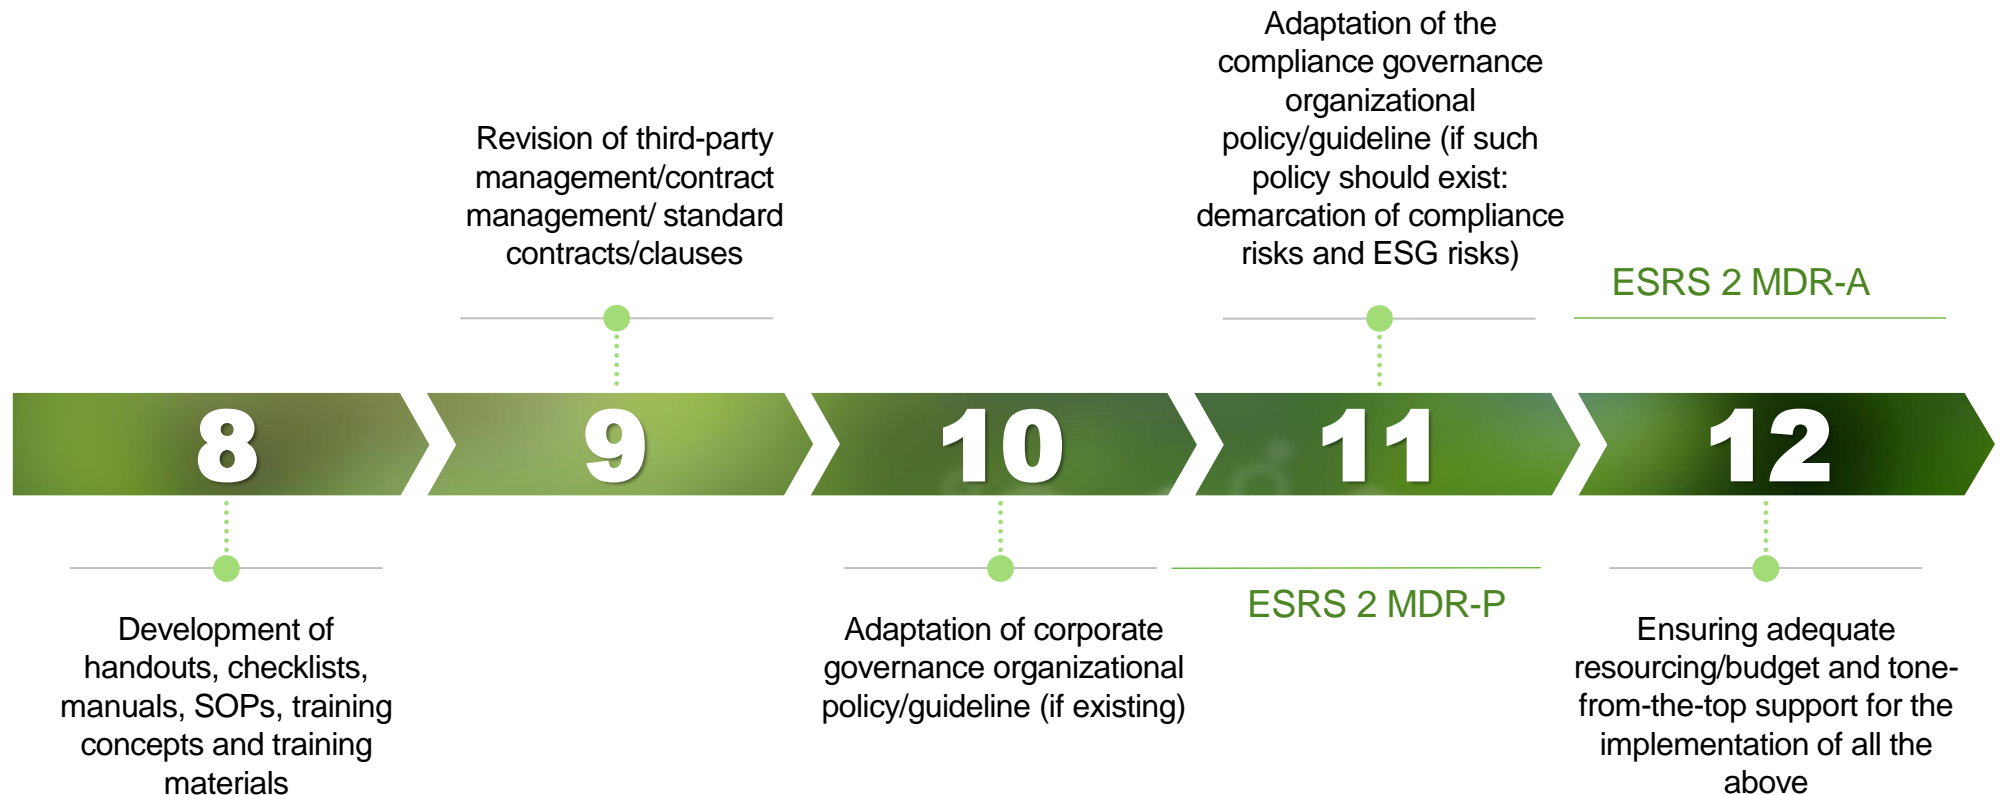 Adaptation of the
compliance governance
organizational
policy/guideline (if such
policy should exist:
demarcation of compliance
risks and ESG risks)
Revision of third-party
management/contract
management/ standard
contracts/clauses
ESRS 2 MDR-A
8
9
10
11
12
ESRS 2 MDR-P
Development of
handouts, checklists,
manuals, SOPs, training
concepts and training
materials
Adaptation of corporate
governance organizational
policy/guideline (if existing)
Ensuring adequate
resourcing/budget and tone-
from-the-top support for the
implementation of all the
above